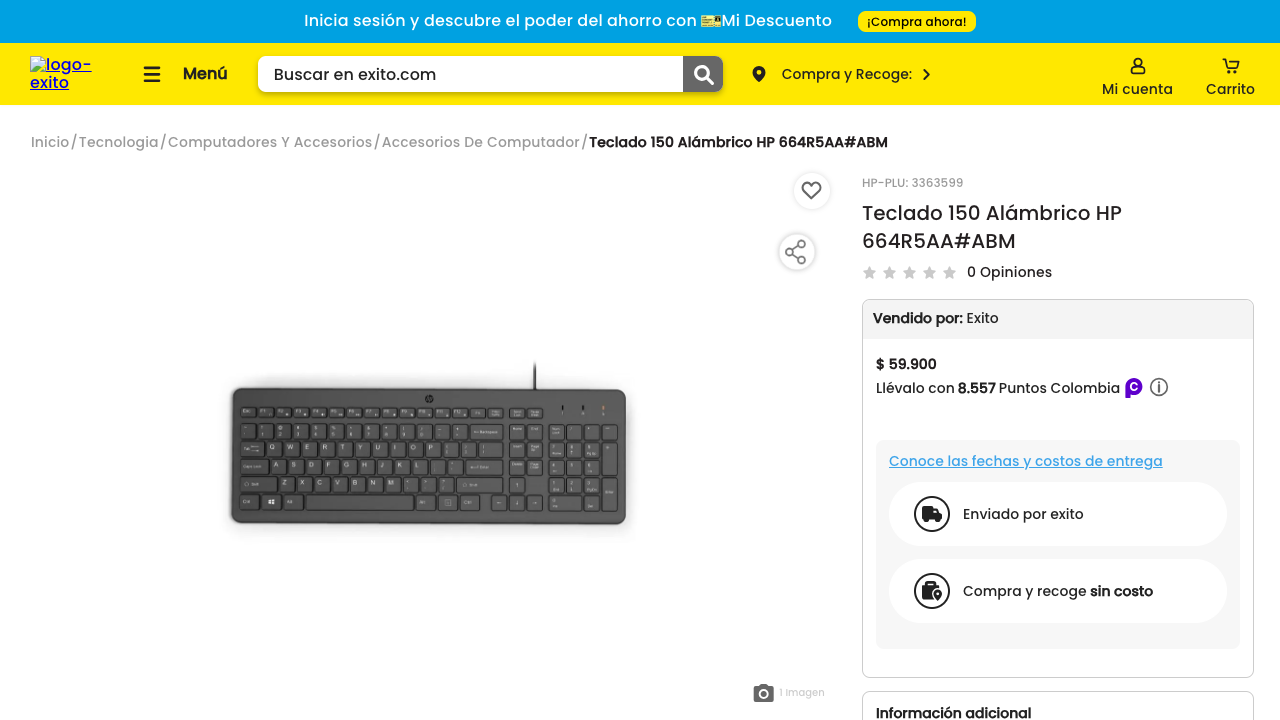 Inicia sesión y descubre el poder del ahorro con Mi Descuento
¡Compra ahora!
logo-exito
Menú
Buscar en exito.com
Compra y Recoge:
Mi cuenta
Carrito
Inicio/Tecnologia/Computadores Y Accesorios/Accesorios De Computador/Teclado 150 Alámbrico HP 664R5AA#ABM
HP-PLU: 3363599
Teclado 150 Alámbrico HP
664R5AA#ABM
0 Opiniones
Vendido por: Exito
$ 59.900
Llévalo con 8.557 Puntos Colombia
Conoce las fechas y costos de entrega
Enviado por exito
Compra y recoge sin costo
1 Imagen
Información adicional